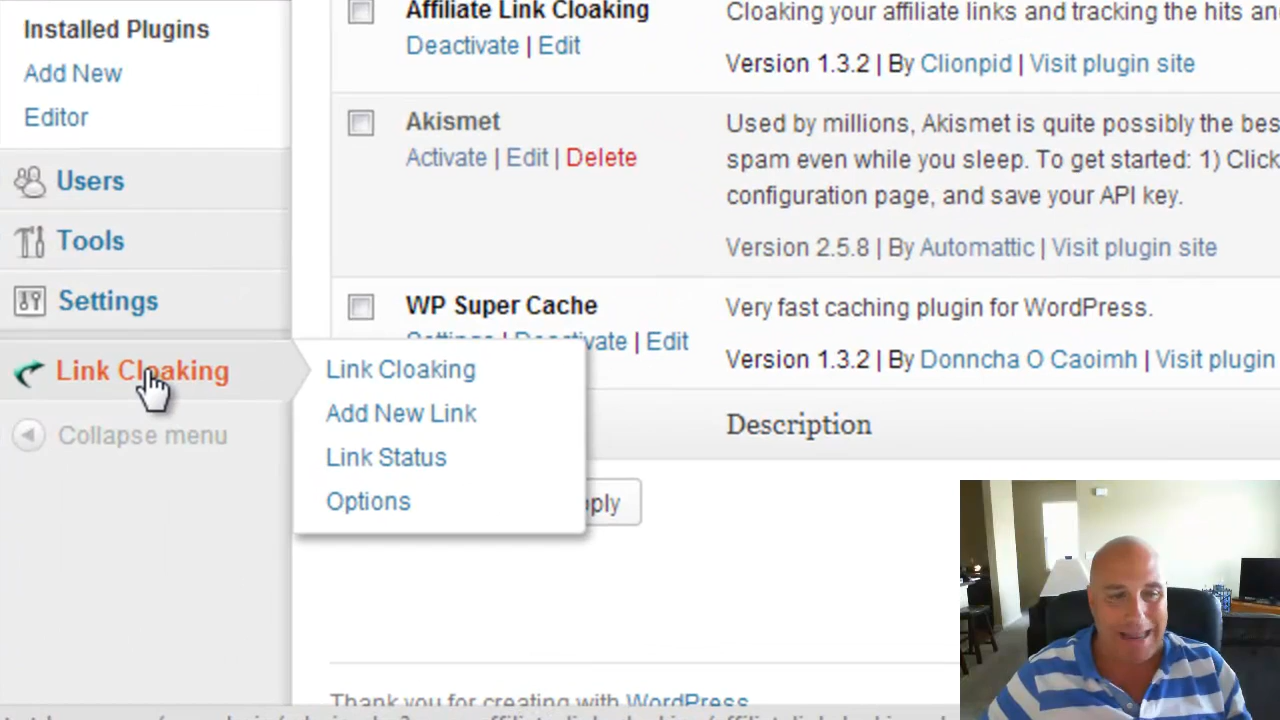 Installed Plugins
Add New
Editor
Users
Tools
Settings
Link Cloaking
Collapse menu
Link Cloaking
Add New Link
Link Status
Options
Affiliate Link Cloaking
Deactivate | Edit
Cloaking your affiliate links and tracking the hits
Version 1.3.2 | By Clionpid | Visit plugin site
Akismet
Activate | Edit | Delete
Used by millions, Akismet is quite possibly the bes
spam even while you sleep. To get started: 1) Click
configuration page, and save your API key.
Version 2.5.8 | By Automattic | Visit plugin site
WP Super Cache
Settings | Deactivate | Edit
Very fast caching plugin for WordPress.
Version 1.3.2 | By Donncha O Caoimh | Visit plugin
Description
pply
Thank you for creating with WordPress